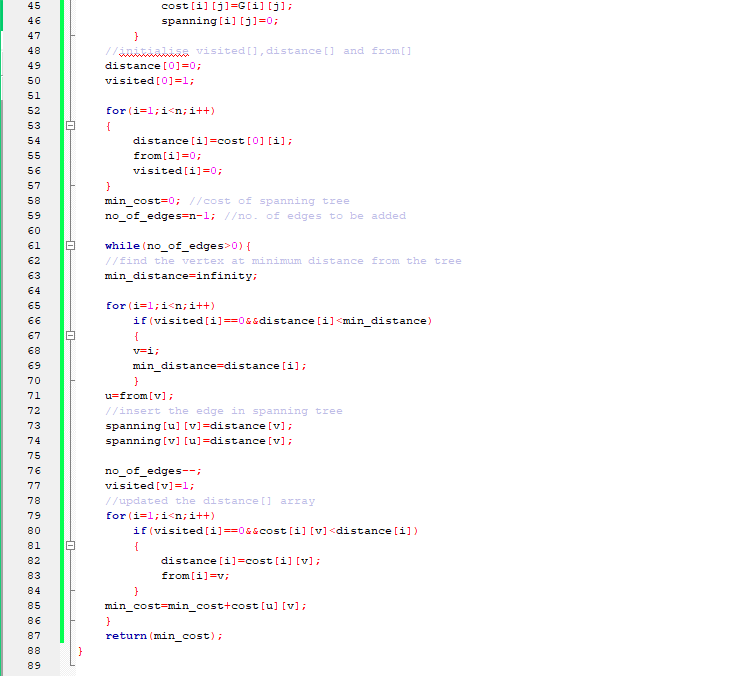 45 cost[i][j]=G[i][j];
46 spanning[i][j]=0;
47 }
48 //initialise visited[],distance[] and from[]
49 distance[0]=0;
50 visited[0]=1;
51
52 for(i=1;i<n;i++)
53 {
54 distance[i]=cost[0][i];
55 from[i]=0;
56 visited[i]=0;
57 }
58 min_cost=0; //cost of spanning tree
59 no_of_edges=n-1; //no. of edges to be added
60
61 while(no_of_edges>0){
62 //find the vertex at minimum distance from the tree
63 min_distance=infinity;
64
65 for(i=1;i<n;i++)
66 if(visited[i]==0&&distance[i]<min_distance)
67 {
68 v=i;
69 min_distance=distance[i];
70 }
71 u=from[v];
72 //insert the edge in spanning tree
73 spanning[u][v]=distance[v];
74 spanning[v][u]=distance[v];
75
76 no_of_edges--;
77 visited[v]=1;
78 //updated the distance[] array
79 for(i=1;i<n;i++)
80 if(visited[i]==0&&cost[i][v]<distance[i])
81 {
82 distance[i]=cost[i][v];
83 from[i]=v;
84 }
85 min_cost=min_cost+cost[u][v];
86 }
87 return(min_cost);
88 }
89